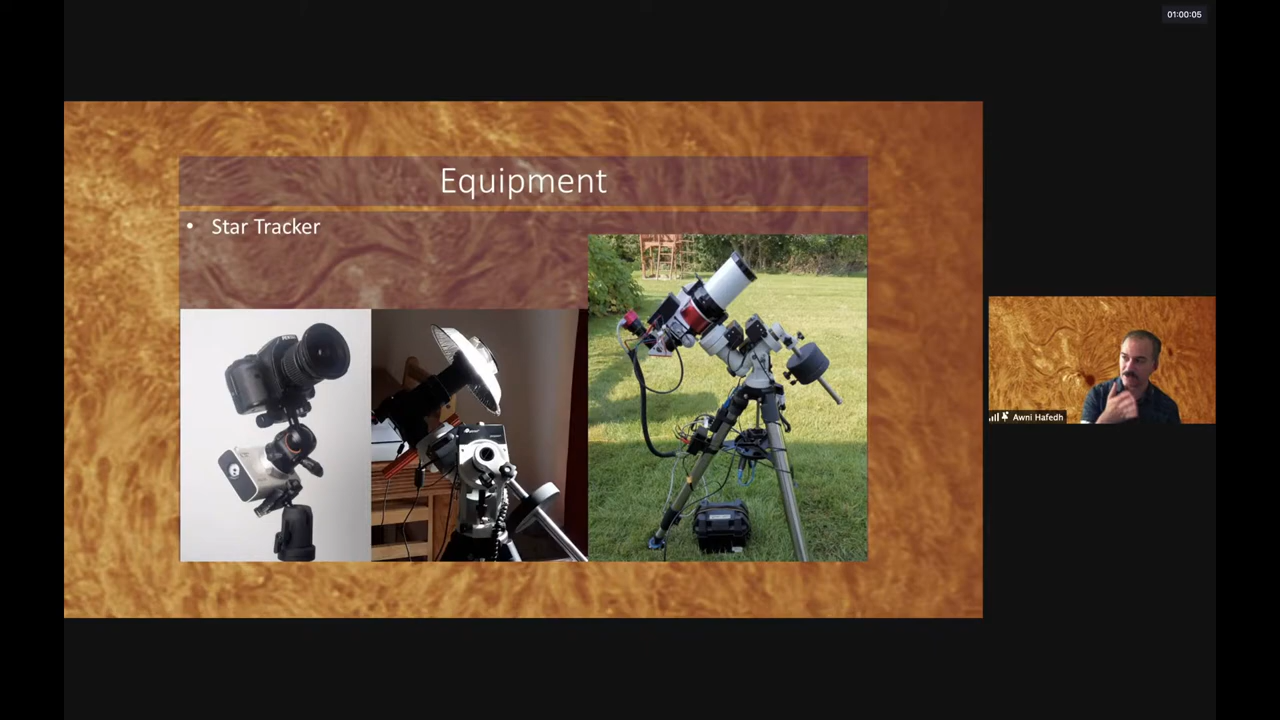 01:00:05
Equipment
• Star Tracker
Awni Hafedh